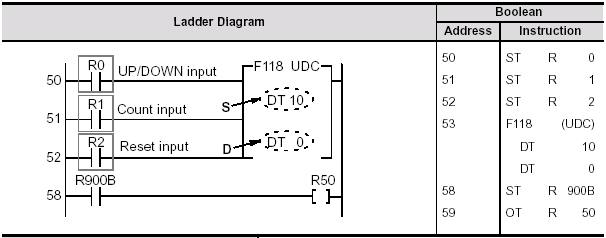 Ladder Diagram
Boolean
Address Instruction
R0 UP/DOWN input F118 UDC
50
R1 Count input S DT 10
51
R2 Reset input D DT 0
52
R900B R50
58
50 ST R 0
51 ST R 1
52 ST R 2
53 F118 (UDC)
DT 10
DT 0
58 ST R 900B
59 OT R 50